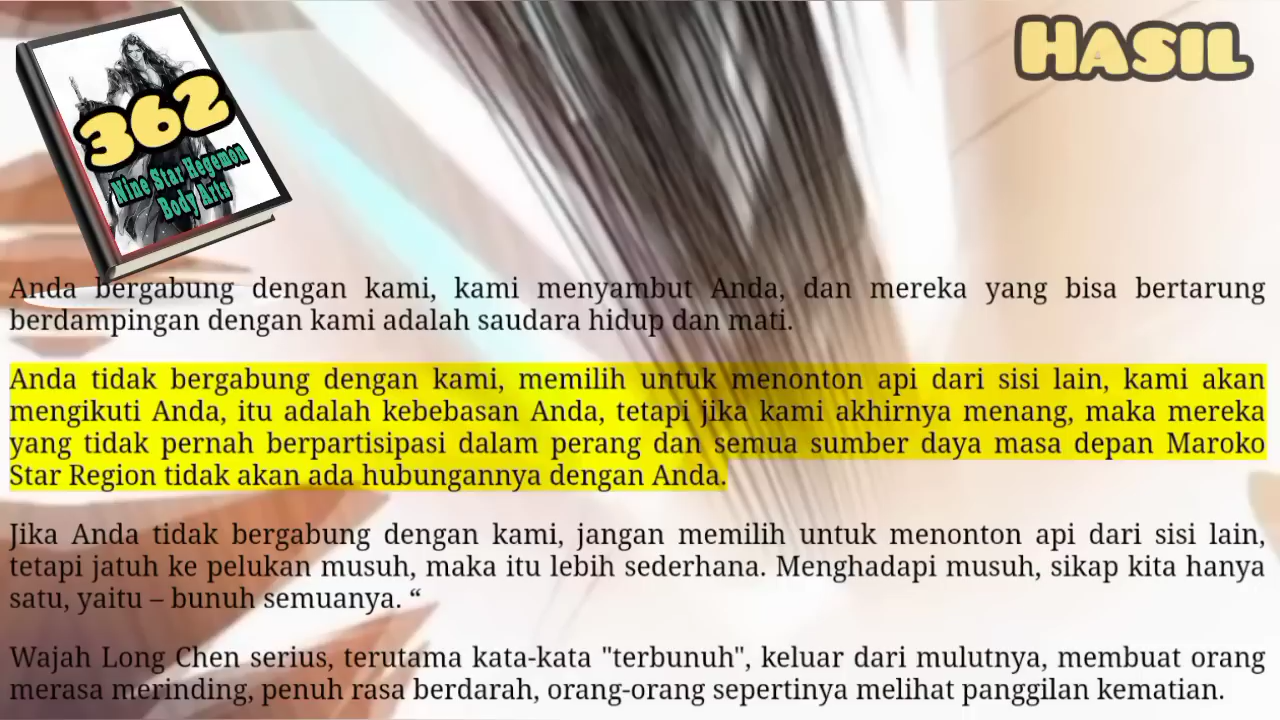 362
Nine Star Hegemon
Body Arts
HASIL
Anda bergabung dengan kami, kami menyambut Anda, dan mereka yang bisa bertarung
berdampingan dengan kami adalah saudara hidup dan mati.
Anda tidak bergabung dengan kami, memilih untuk menonton api dari sisi lain, kami akan
mengikuti Anda, itu adalah kebebasan Anda, tetapi jika kami akhirnya menang, maka mereka
yang tidak pernah berpartisipasi dalam perang dan semua sumber daya masa depan Maroko
Star Region tidak akan ada hubungannya dengan Anda.
Jika Anda tidak bergabung dengan kami, jangan memilih untuk menonton api dari sisi lain,
tetapi jatuh ke pelukan musuh, maka itu lebih sederhana. Menghadapi musuh, sikap kita hanya
satu, yaitu – bunuh semuanya. “
Wajah Long Chen serius, terutama kata-kata "terbunuh", keluar dari mulutnya, membuat orang
merasa merinding, penuh rasa berdarah, orang-orang sepertinya melihat panggilan kematian.